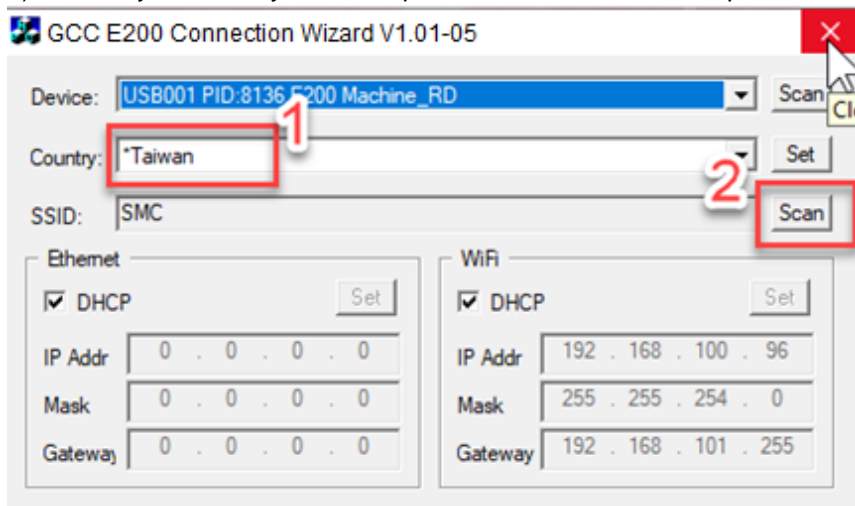 GCC E200 Connection Wizard V1.01-05
Device: USB001 PID:8136 E200 Machine_RD Scan
Country: *Taiwan Set
SSID: SMC Scan
1
2
Ethernet WiFi
DHCP Set DHCP Set
IP Addr 0 . 0 . 0 . 0 IP Addr 192 . 168 . 100 . 96
Mask 0 . 0 . 0 . 0 Mask 255 . 255 . 254 . 0
Gateway 0 . 0 . 0 . 0 Gateway 192 . 168 . 101 . 255